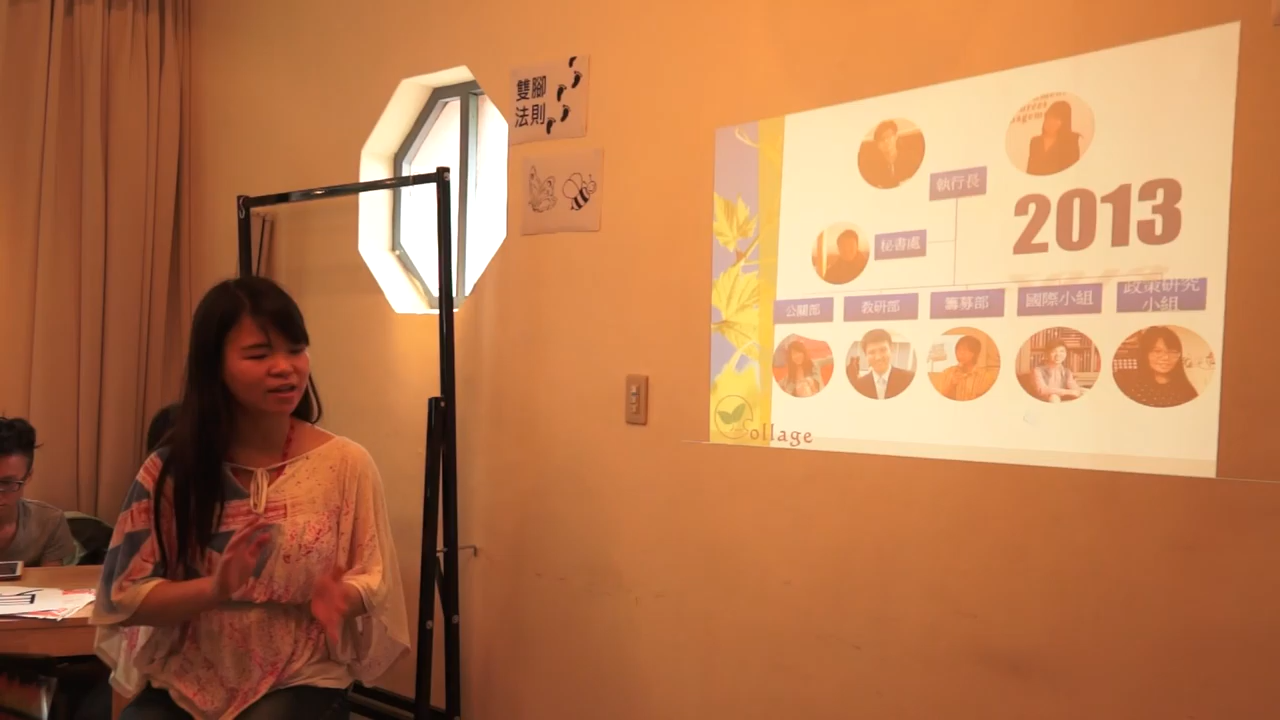 雙腳
法則
執行長
2013
秘書處
公關部
教研部
籌募部
國際小組
政策研究
小組
Collage